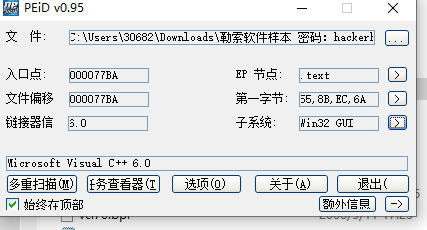 PEiD v0.95
文 件: C:\Users\30682\Downloads\勒索软件样本 密码: hacker
...
入口点: 000077BA EP 节点: .text >
文件偏移 000077BA 第一字节: 55,8B,EC,6A >
链接器信 6.0 子系统: Win32 GUI >
Microsoft Visual C++ 6.0
多重扫描(M) 任务查看器(T 选项(O) 关于(A) 退出(
始终在顶部 额外信息 ->